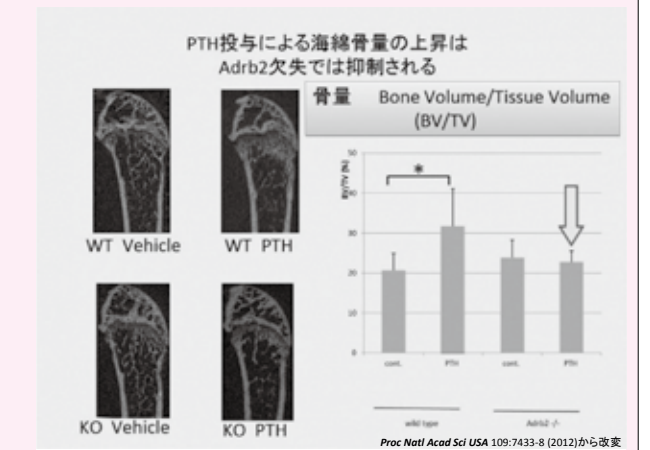 PTH投与による海綿骨量の上昇は
Adrb2欠失では抑制される
骨量 Bone Volume/Tissue Volume
(BV/TV)
WT Vehicle
WT PTH
KO Vehicle
KO PTH
BV/TV (%)
50
40
30
20
10
0
*
cont.
PTH
cont.
PTH
wild type
Adrb2 -/-
Proc Natl Acad Sci USA 109:7433-8 (2012)から改変